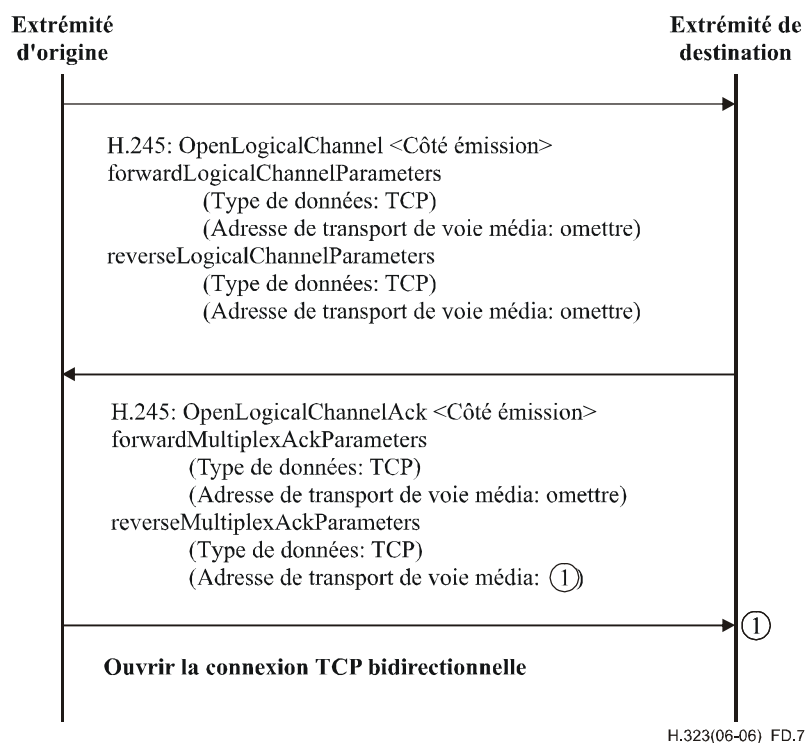 Extrémité
d'origine
Extrémité de
destination
H.245: OpenLogicalChannel <Côté émission>
forwardLogicalChannelParameters
(Type de données: TCP)
(Adresse de transport de voie média: omettre)
reverseLogicalChannelParameters
(Type de données: TCP)
(Adresse de transport de voie média: omettre)
H.245: OpenLogicalChannelAck <Côté émission>
forwardMultiplexAckParameters
(Type de données: TCP)
(Adresse de transport de voie média: omettre)
reverseMultiplexAckParameters
(Type de données: TCP)
(Adresse de transport de voie média: ①)
①
Ouvrir la connexion TCP bidirectionnelle
H.323(06-06)_FD.7